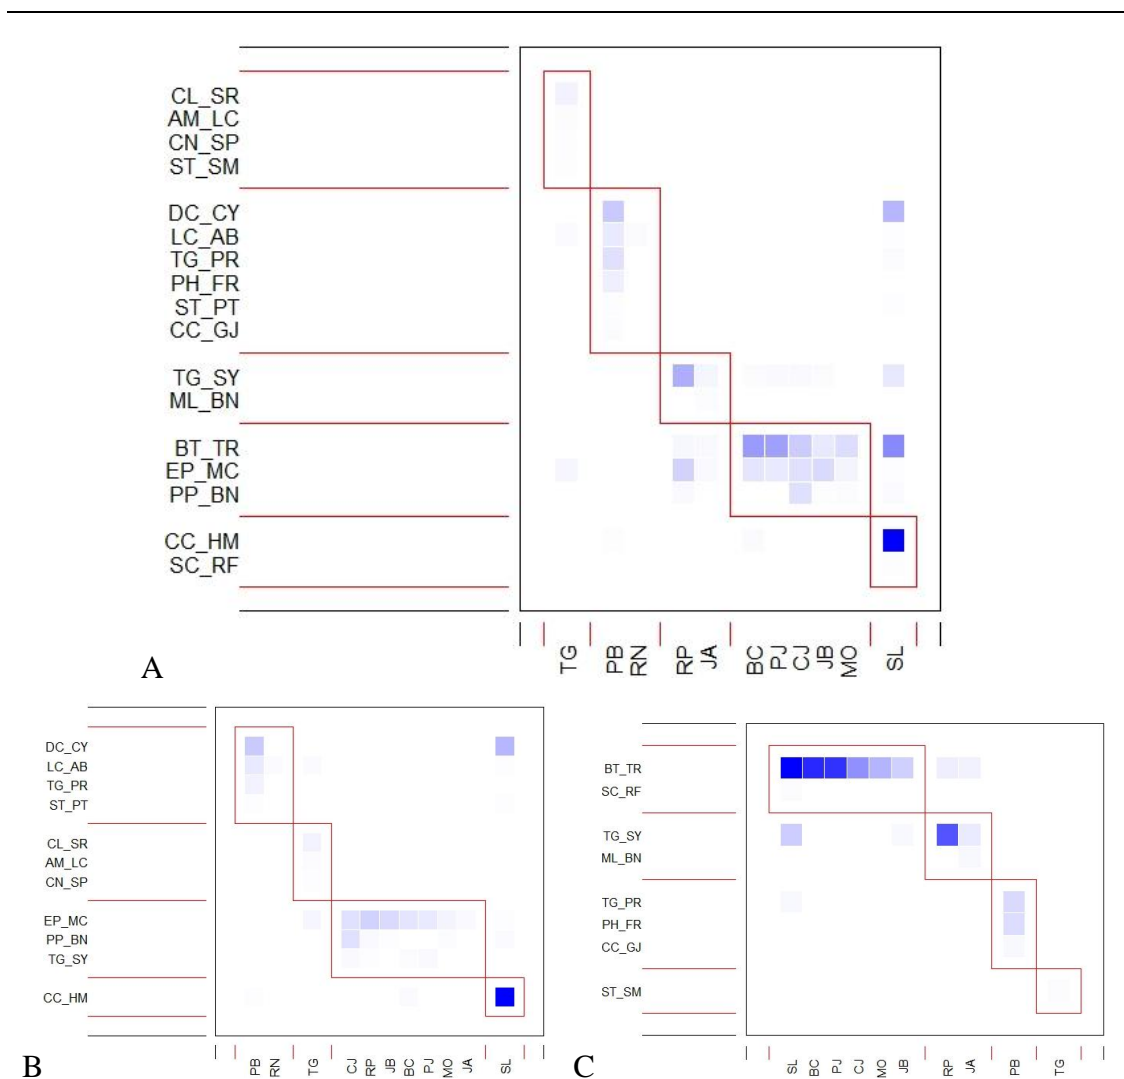 CL_SR
AM_LC
CN_SP
ST_SM
DC_CY
LC_AB
TG_PR
PH_FR
ST_PT
CC_GJ
TG_SY
ML_BN
BT_TR
EP_MC
PP_BN
CC_HM
SC_RF
TG PB RN RP JA BC PJ CJ JB MO SL
A
DC_CY
LC_AB
TG_PR
ST_PT
CL_SR
AM_LC
CN_SP
EP_MC
PP_BN
TG_SY
CC_HM
PB RN TG CJ RP JB BC PJ MO JA SL
B
BT_TR
SC_RF
TG_SY
ML_BN
TG_PR
PH_FR
CC_GJ
ST_SM
SL BC PJ CJ MO JB RP JA PB TG
C